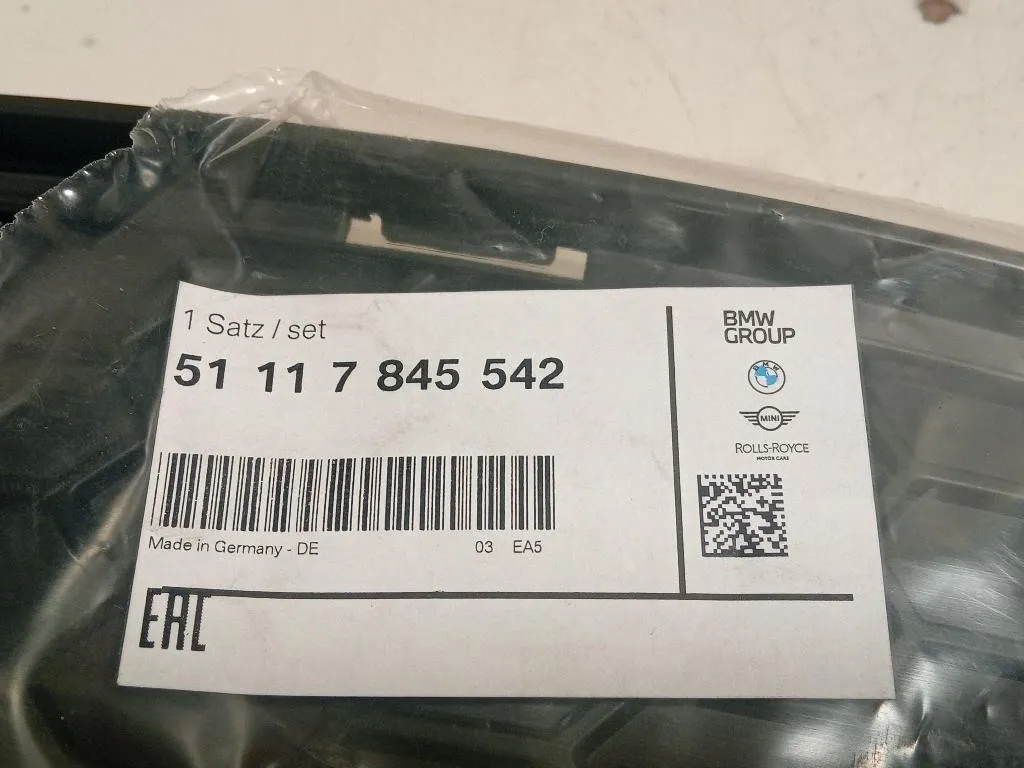 1 Satz / set
51 11 7 845 542
Made in Germany - DE 03 EA5
EAC
BMW
GROUP
BMW
MINI
ROLLS-ROYCE
MOTOR CARS